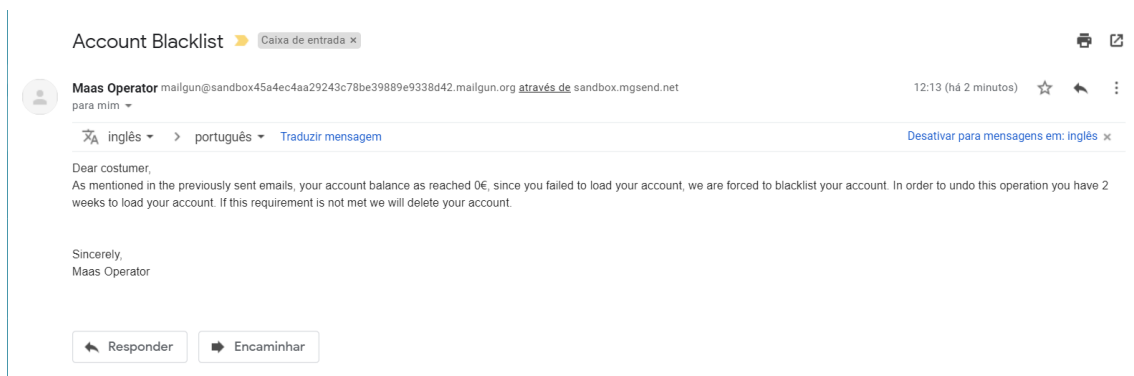 Account Blacklist Caixa de entrada ×
Maas Operator mailgun@sandbox45a4ec4aa29243c78be39889e9338d42.mailgun.org através de sandbox.mgsend.net 12:13 (há 2 minutos)
para mim
inglês > português Traduzir mensagem Desativar para mensagens em: inglês ×
Dear costumer,
As mentioned in the previously sent emails, your account balance as reached 0€, since you failed to load your account, we are forced to blacklist your account. In order to undo this operation you have 2
weeks to load your account. If this requirement is not met we will delete your account.
Sincerely,
Maas Operator
Responder Encaminhar